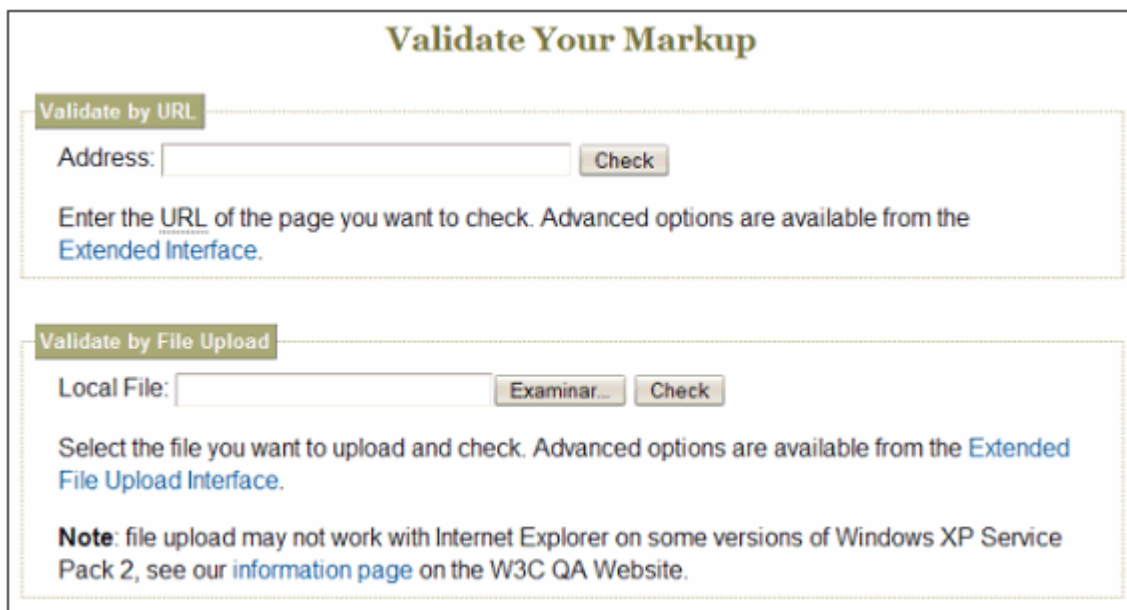 Validate Your Markup
Validate by URL
Address: Check
Enter the URL of the page you want to check. Advanced options are available from the
Extended Interface.
Validate by File Upload
Local File: Examinar... Check
Select the file you want to upload and check. Advanced options are available from the Extended
File Upload Interface.
Note: file upload may not work with Internet Explorer on some versions of Windows XP Service
Pack 2, see our information page on the W3C QA Website.